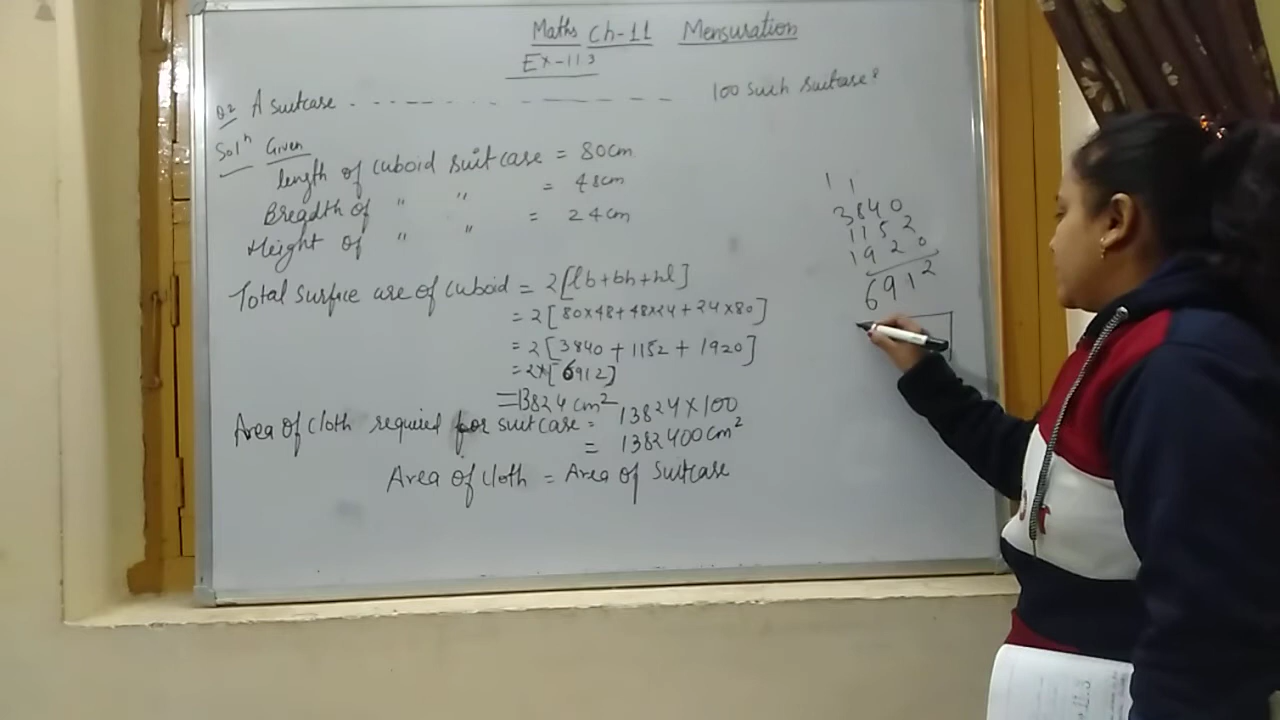 Maths Ch-11 Mensuration
Ex-11.3
Q2 A suitcase - - - - - - - - - - - - 100 such suitcase?
Solⁿ Given
length of cuboid suitcase = 80cm
Breadth of " " = 48cm
Height of " " = 24cm
Total surface are of cuboid = 2[lb+bh+hl]
= 2[80×48+48×24+24×80]
= 2[3840+1152+1920]
= 2×[6912]
= 13824 cm²
Area of cloth required for suitcase = 13824×100
= 1382400cm²
Area of cloth = Area of suitcase
1 1
3840
1152
1920
6912